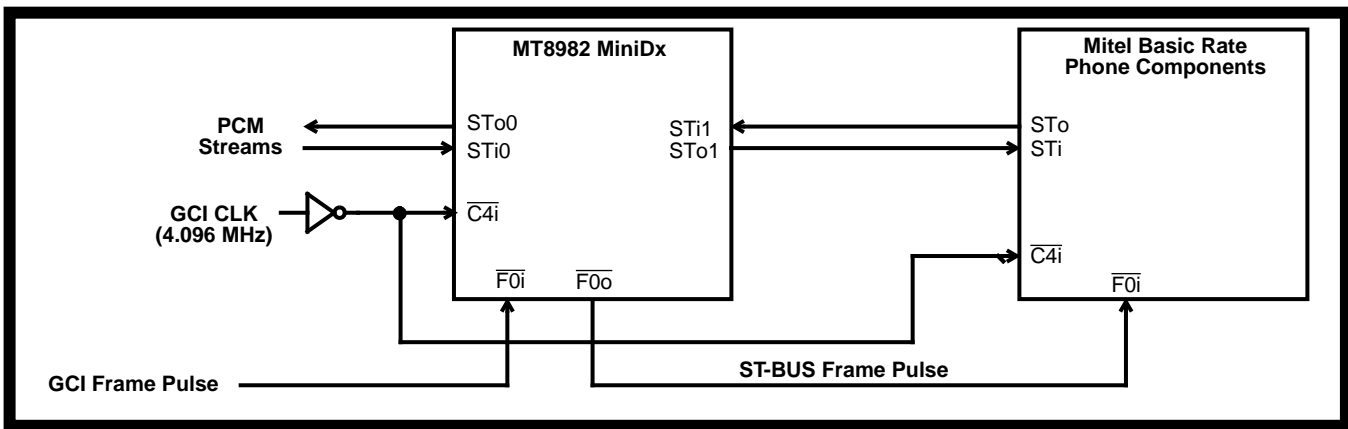 MT8982 MiniDx
Mitel Basic Rate
Phone Components
PCM
Streams
STo0
STi0
STi1
STo1
STo
STi
GCI CLK
(4.096 MHz)
C4i
C4i
F0i
F0o
F0i
GCI Frame Pulse
ST-BUS Frame Pulse